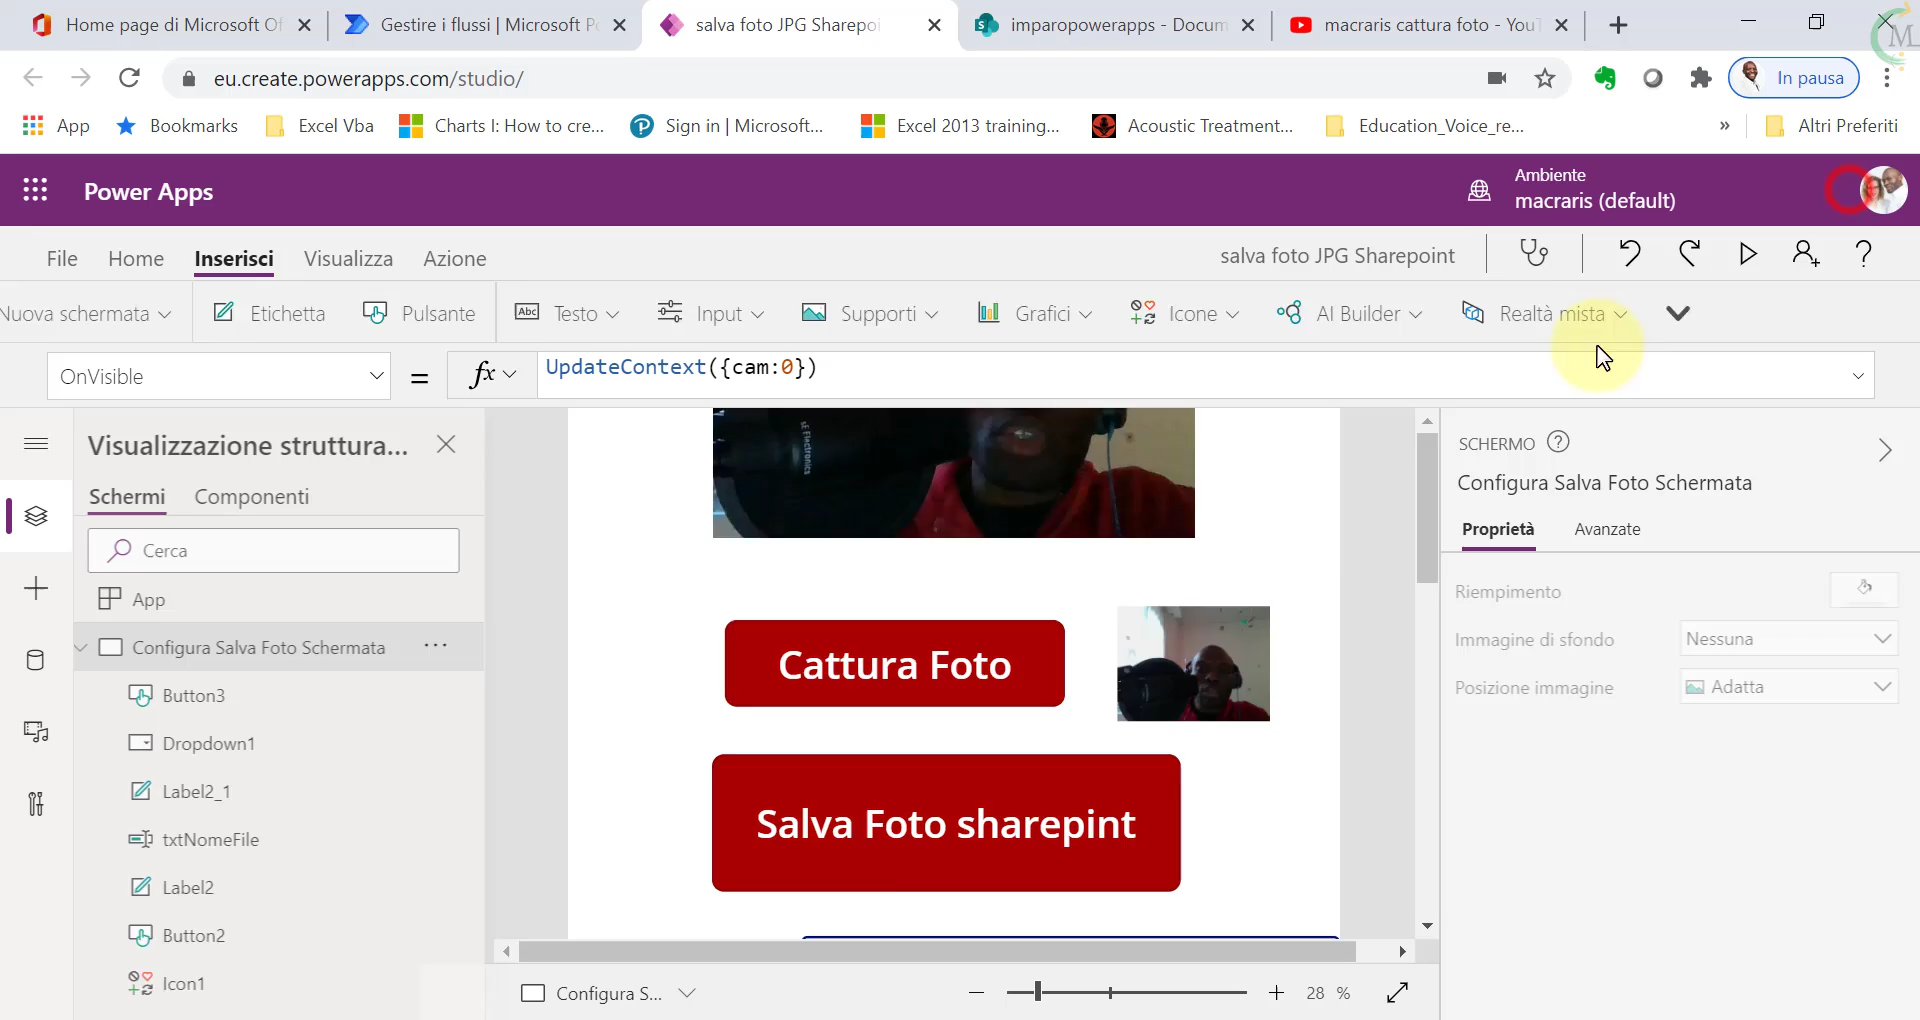 Home page di Microsoft Of
Gestire i flussi | Microsoft P
salva foto JPG Sharepoi
imparopowerapps - Docum
macraris cattura foto - YouT
M
eu.create.powerapps.com/studio/
In pausa
App
Bookmarks
Excel Vba
Charts I: How to cre...
Sign in | Microsoft...
Excel 2013 training...
Acoustic Treatment...
Education_Voice_re...
»
Altri Preferiti
Power Apps
Ambiente
macraris (default)
File
Home
Inserisci
Visualizza
Azione
salva foto JPG Sharepoint
Nuova schermata
Etichetta
Pulsante
Testo
Input
Supporti
Grafici
Icone
AI Builder
Realtà mista
OnVisible
=
fx
UpdateContext({cam:0})
Visualizzazione struttura...
Schermi
Componenti
Cerca
App
Configura Salva Foto Schermata
...
Button3
Dropdown1
Label2_1
txtNomeFile
Label2
Button2
Icon1
sE Electronics
Cattura Foto
Salva Foto sharepint
Configura S...
28 %
SCHERMO
Configura Salva Foto Schermata
Proprietà
Avanzate
Riempimento
Immagine di sfondo
Nessuna
Posizione immagine
Adatta